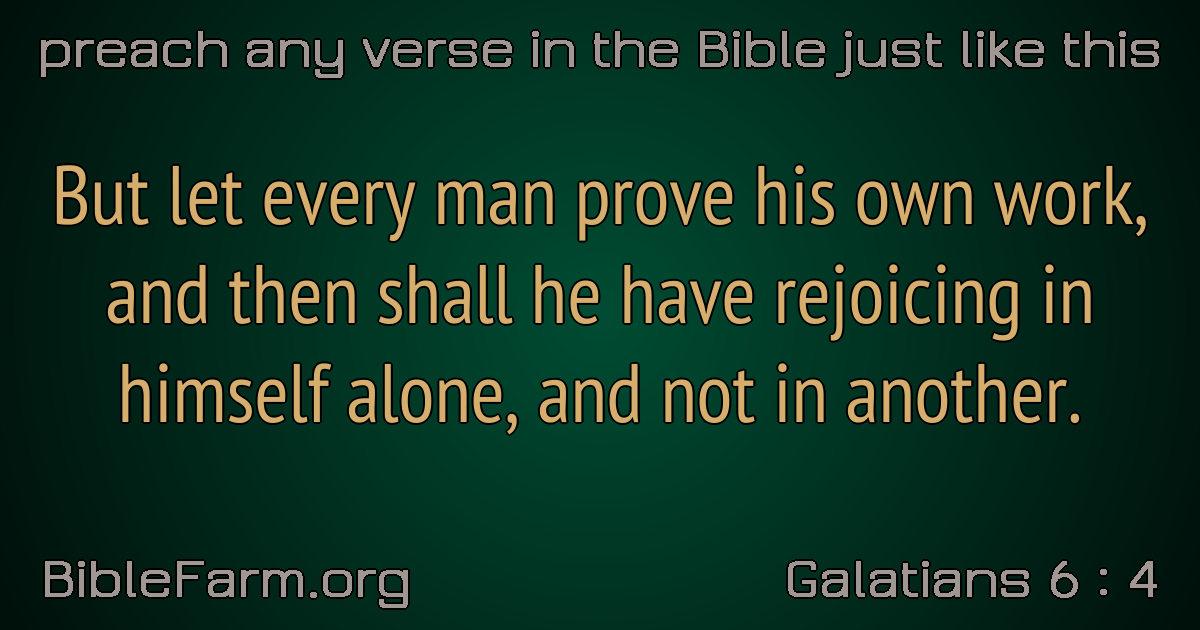 preach any verse in the Bible just like this
But let every man prove his own work,
and then shall he have rejoicing in
himself alone, and not in another.
BibleFarm.org
Galatians 6 : 4